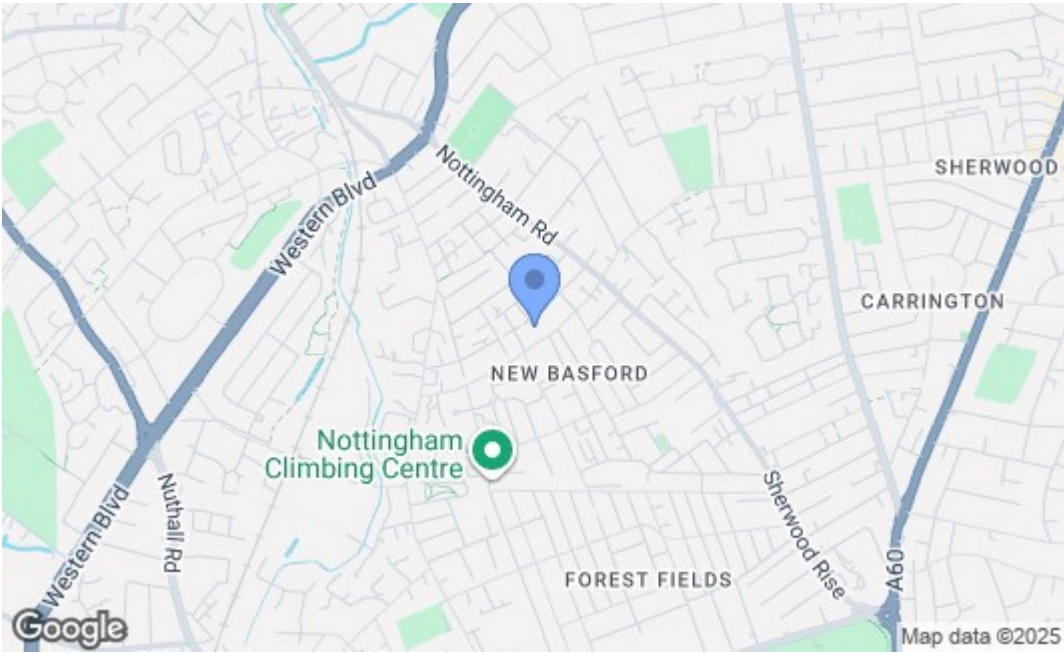 Nottingham Rd
SHERWOOD
Western Blvd
CARRINGTON
NEW BASFORD
Nottingham
Climbing Centre
Nuthall Rd
Western Blvd
Sherwood Rise
A60
FOREST FIELDS
Google
Map data ©2025